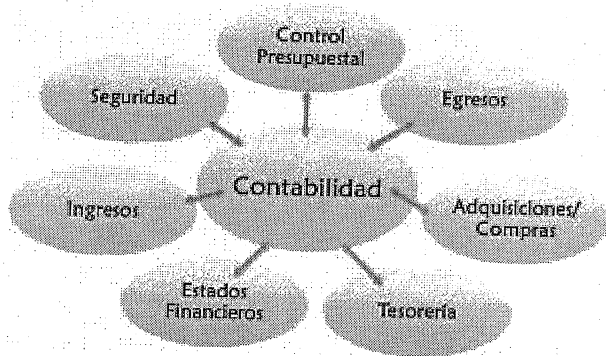 Control
Presupuestal
Seguridad
Egresos
Contabilidad
Ingresos
Adquisiciones/
Compras
Estados
Financieros
Tesorería